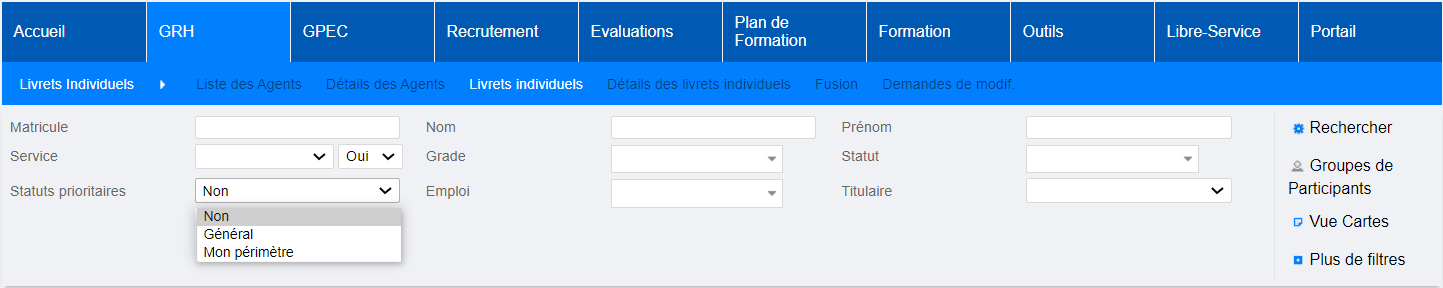 Accueil GRH GPEC Recrutement Evaluations Plan de Formation Formation Outils Libre-Service Portail
Livrets Individuels Liste des Agents Détails des Agents Livrets individuels Détails des livrets individuels Fusion Demandes de modif.
Matricule Nom Prénom Rechercher
Service Oui Grade Statut Groupes de Participants
Statuts prioritaires Non Emploi Titulaire
Non
Général Vue Cartes
Mon périmètre Plus de filtres